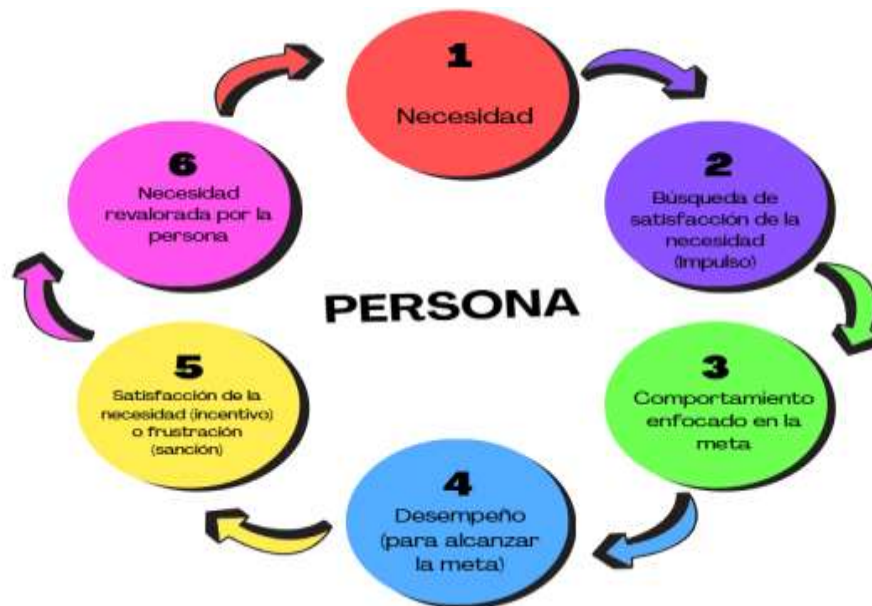 1
Necesidad
2
Búsqueda de
satisfacción de la
necesidad
(Impulso)
3
Comportamiento
enfocado en la
meta
4
Desempeño
(para alcanzar
la meta)
5
Satisfacción de la
necesidad (incentivo)
o frustración
(sanción)
6
Necesidad
revalorada por la
persona
PERSONA